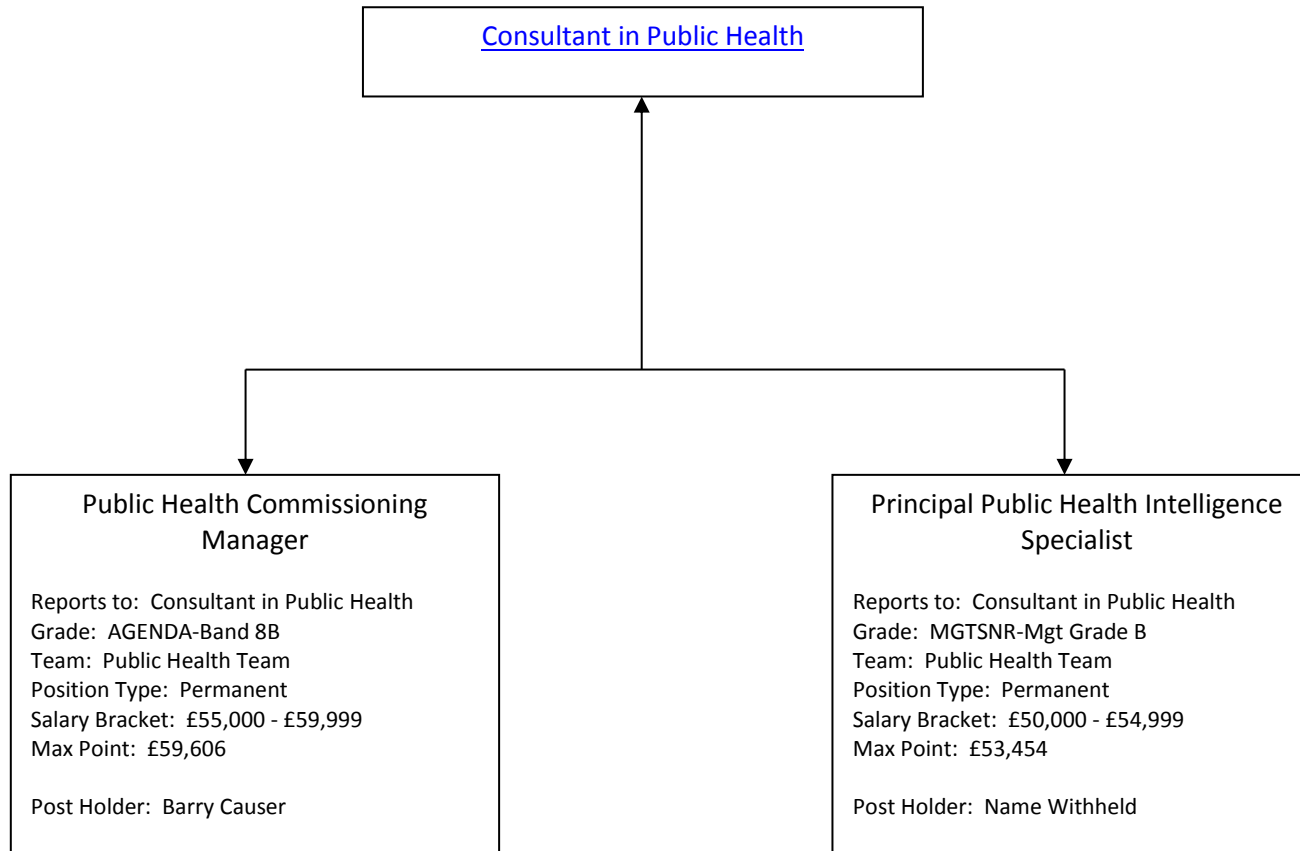 Consultant in Public Health
Public Health Commissioning
Manager
Reports to: Consultant in Public Health
Grade: AGENDA-Band 8B
Team: Public Health Team
Position Type: Permanent
Salary Bracket: £55,000 - £59,999
Max Point: £59,606
Post Holder: Barry Causer
Principal Public Health Intelligence
Specialist
Reports to: Consultant in Public Health
Grade: MGTSNR-Mgt Grade B
Team: Public Health Team
Position Type: Permanent
Salary Bracket: £50,000 - £54,999
Max Point: £53,454
Post Holder: Name Withheld